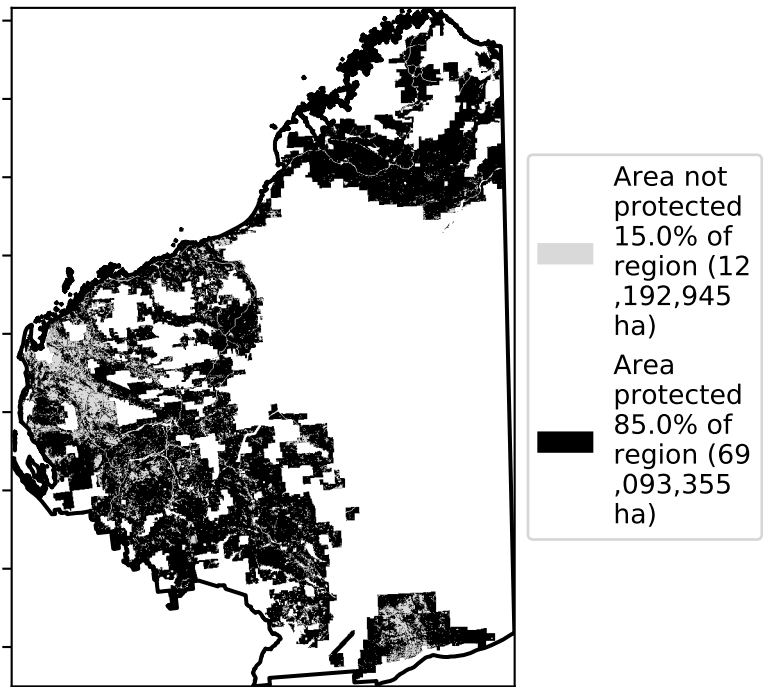 Area not
protected
15.0% of
region (12
,192,945
ha)
Area
protected
85.0% of
region (69
,093,355
ha)